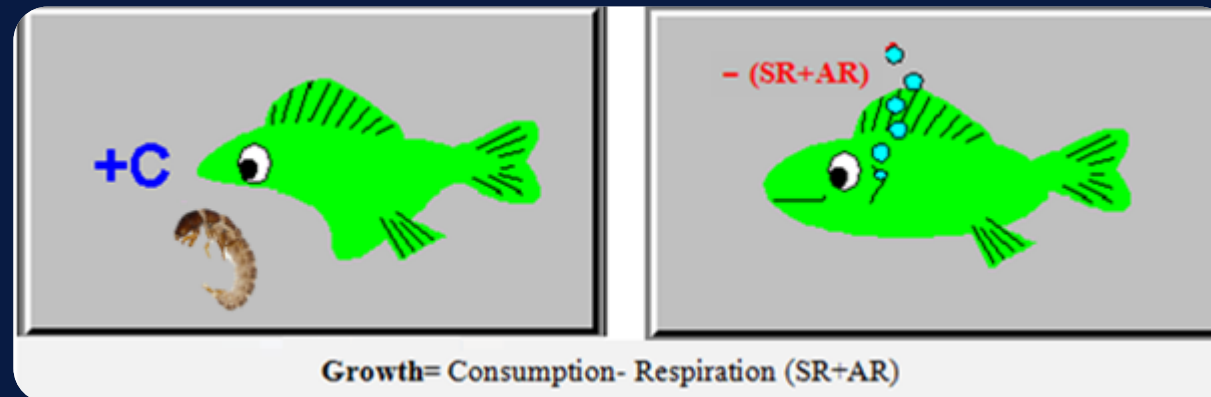 +C
– (SR+AR)
Growth= Consumption- Respiration (SR+AR)